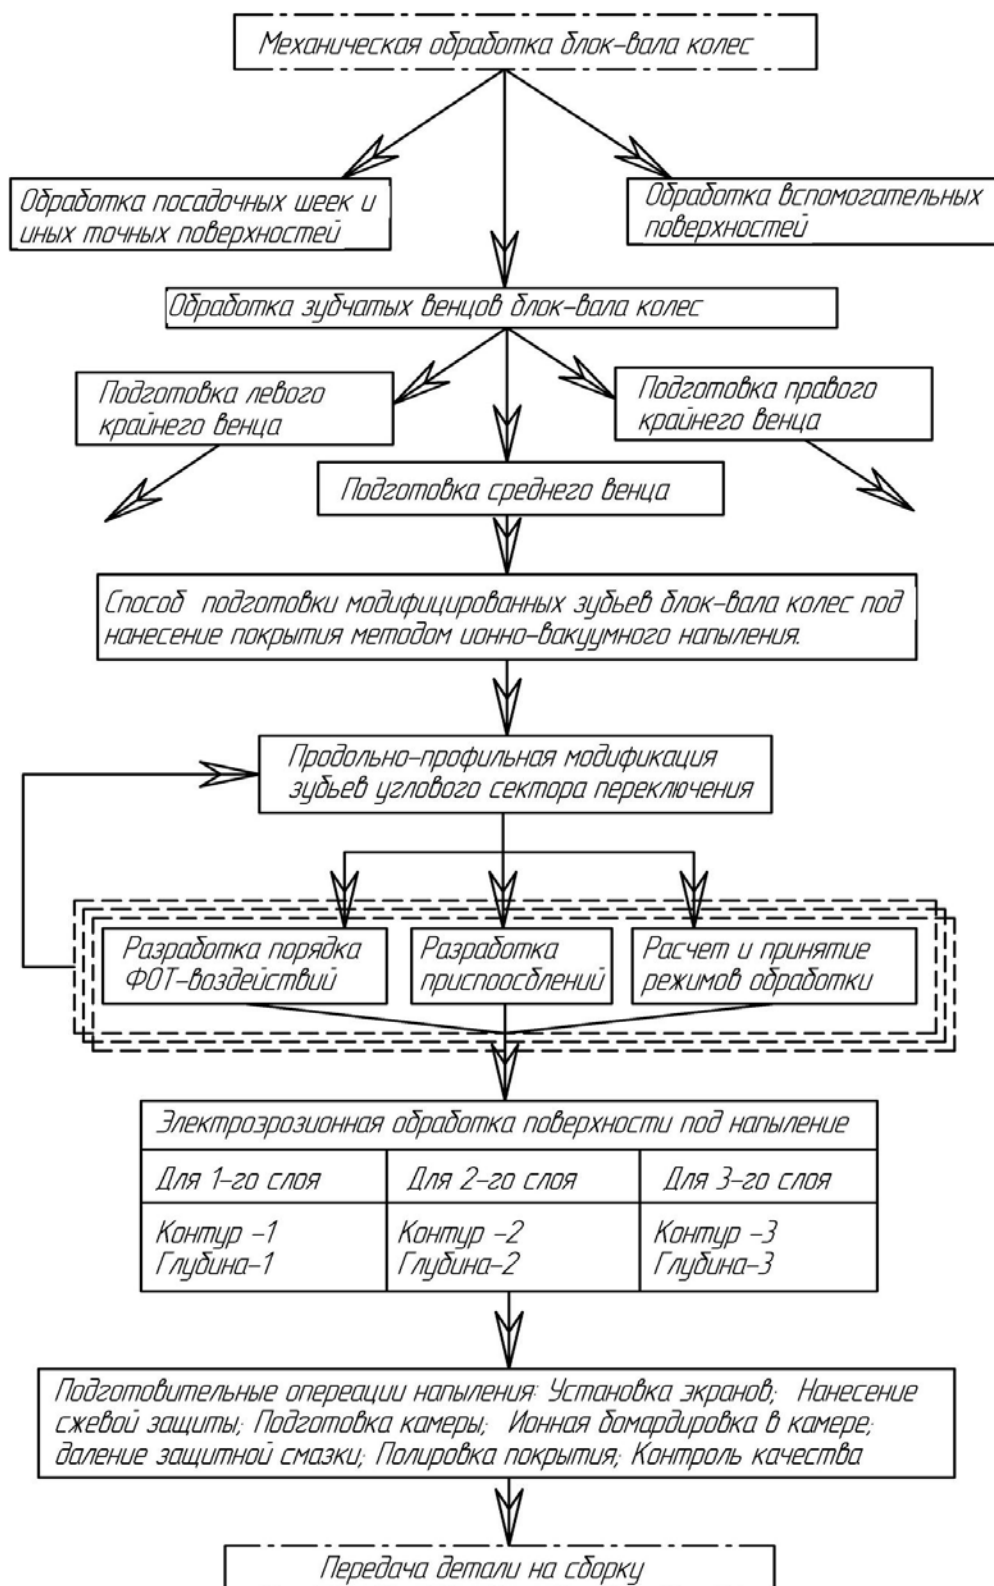 Механическая обработка блок-вала колес
Обработка посадочных шеек и
иных точных поверхностей
Обработка вспомогательных
поверхностей
Обработка зубчатых венцов блок-вала колес
Подготовка левого
крайнего венца
Подготовка правого
крайнего венца
Подготовка среднего венца
Способ подготовки модифицированных зубьев блок-вала колес под
нанесение покрытия методом ионно-вакуумного напыления.
Продольно-профильная модификация
зубьев углового сектора переключения
Разработка порядка
ФОТ-воздействий
Разработка
приспоосблений
Расчет и принятие
режимов обработки
Электроэрозионная обработка поверхности под напыление
Для 1-го слоя
Для 2-го слоя
Для 3-го слоя
Контур -1
Глубина-1
Контур -2
Глубина-2
Контур -3
Глубина-3
Подготовительные опереации напыления: Установка экранов; Нанесение
сжевой защиты; Подготовка камеры; Ионная бомардировка в камере;
даление защитной смазки; Полировка покрытия; Контроль качества
Передача детали на сборку